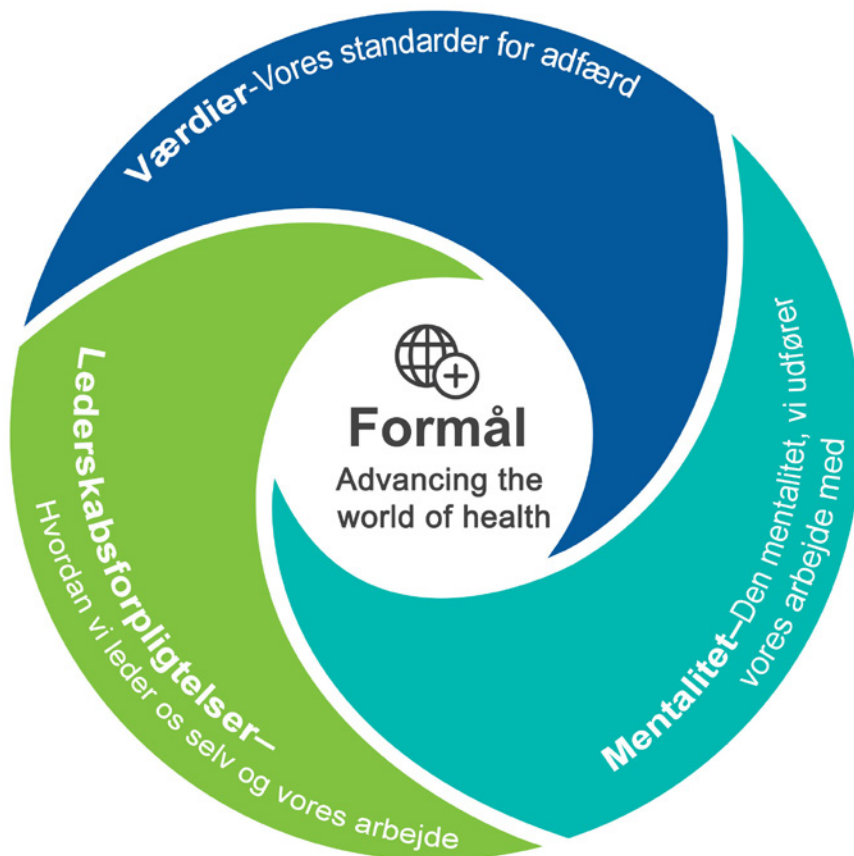 Værdier-Vores standarder for adfærd
Mentalitet–Den mentalitet, vi udfører
vores arbejde med
Lederskabsforpligtelser–
Hvordan vi leder os selv og vores arbejde
Formål
Advancing the
world of health